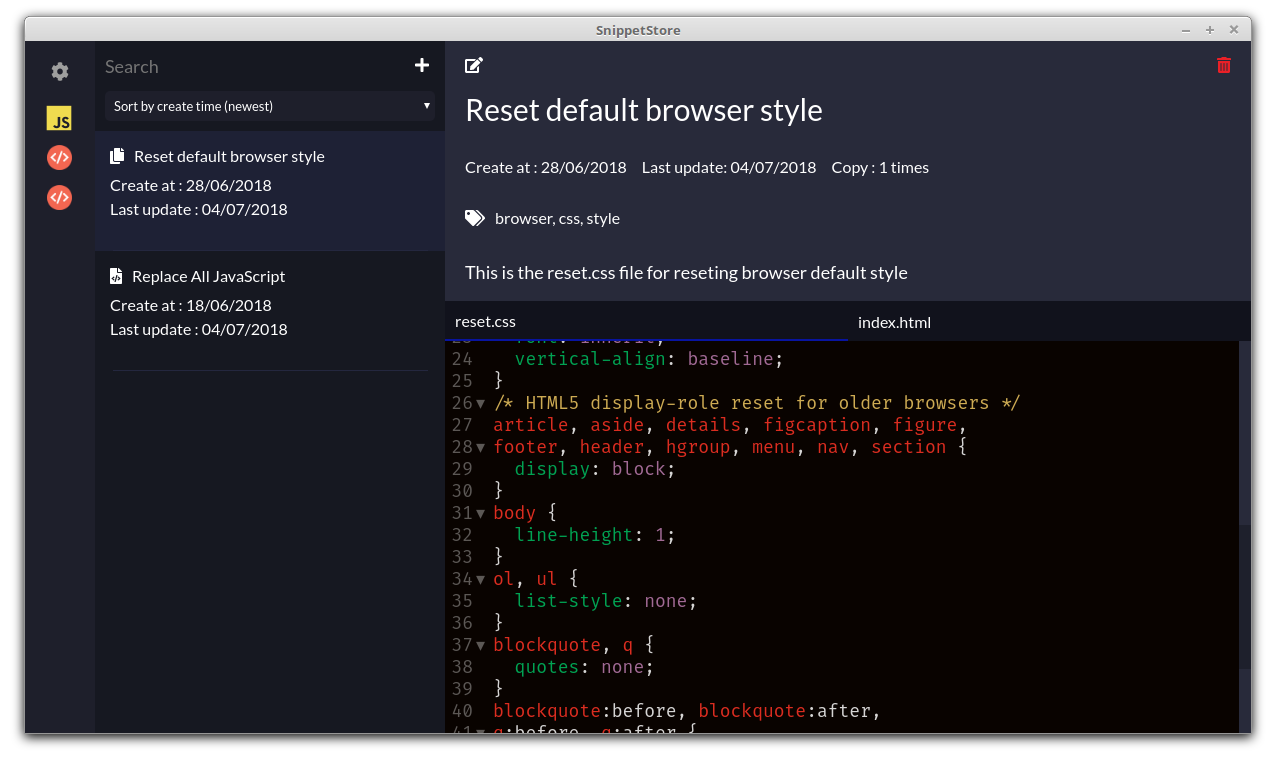 SnippetStore
Search
Sort by create time (newest)
JS
Reset default browser style
Create at : 28/06/2018
Last update : 04/07/2018
Replace All JavaScript
Create at : 18/06/2018
Last update : 04/07/2018
Reset default browser style
Create at : 28/06/2018 Last update: 04/07/2018 Copy : 1 times
browser, css, style
This is the reset.css file for reseting browser default style
reset.css index.html
23 font: inherit;
24 vertical-align: baseline;
25 }
26 /* HTML5 display-role reset for older browsers */
27 article, aside, details, figcaption, figure,
28 footer, header, hgroup, menu, nav, section {
29 display: block;
30 }
31 body {
32 line-height: 1;
33 }
34 ol, ul {
35 list-style: none;
36 }
37 blockquote, q {
38 quotes: none;
39 }
40 blockquote:before, blockquote:after,
41 q:before, q:after {